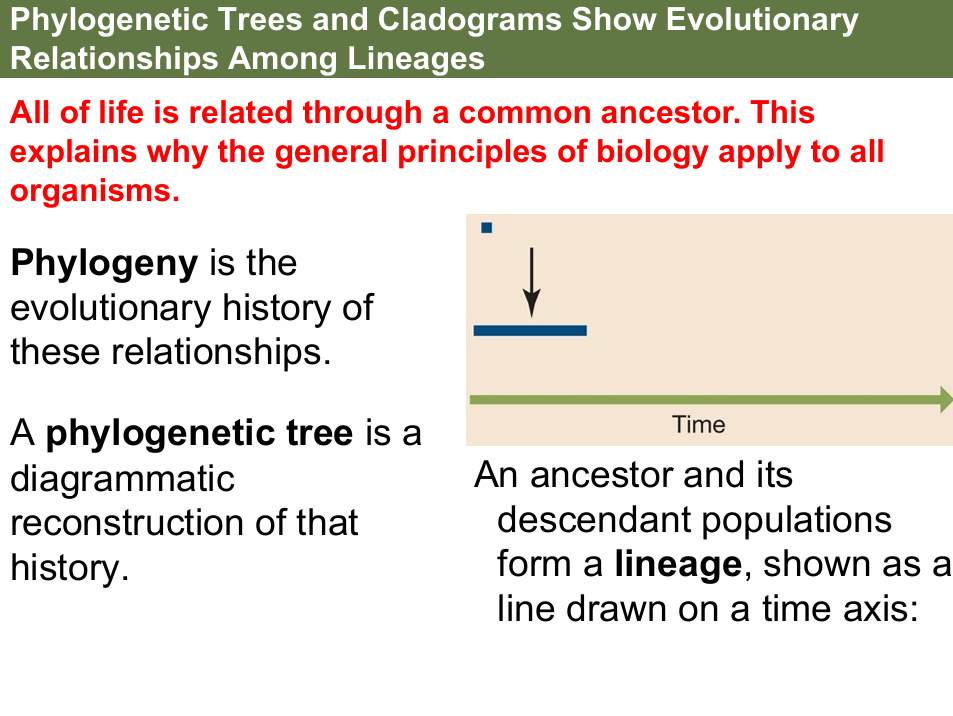 Phylogenetic Trees and Cladograms Show Evolutionary
Relationships Among Lineages
All of life is related through a common ancestor. This
explains why the general principles of biology apply to all
organisms.
Phylogeny is the
evolutionary history of
these relationships.
A phylogenetic tree is a
diagrammatic
reconstruction of that
history.
Time
An ancestor and its
descendant populations
form a lineage, shown as a
line drawn on a time axis: